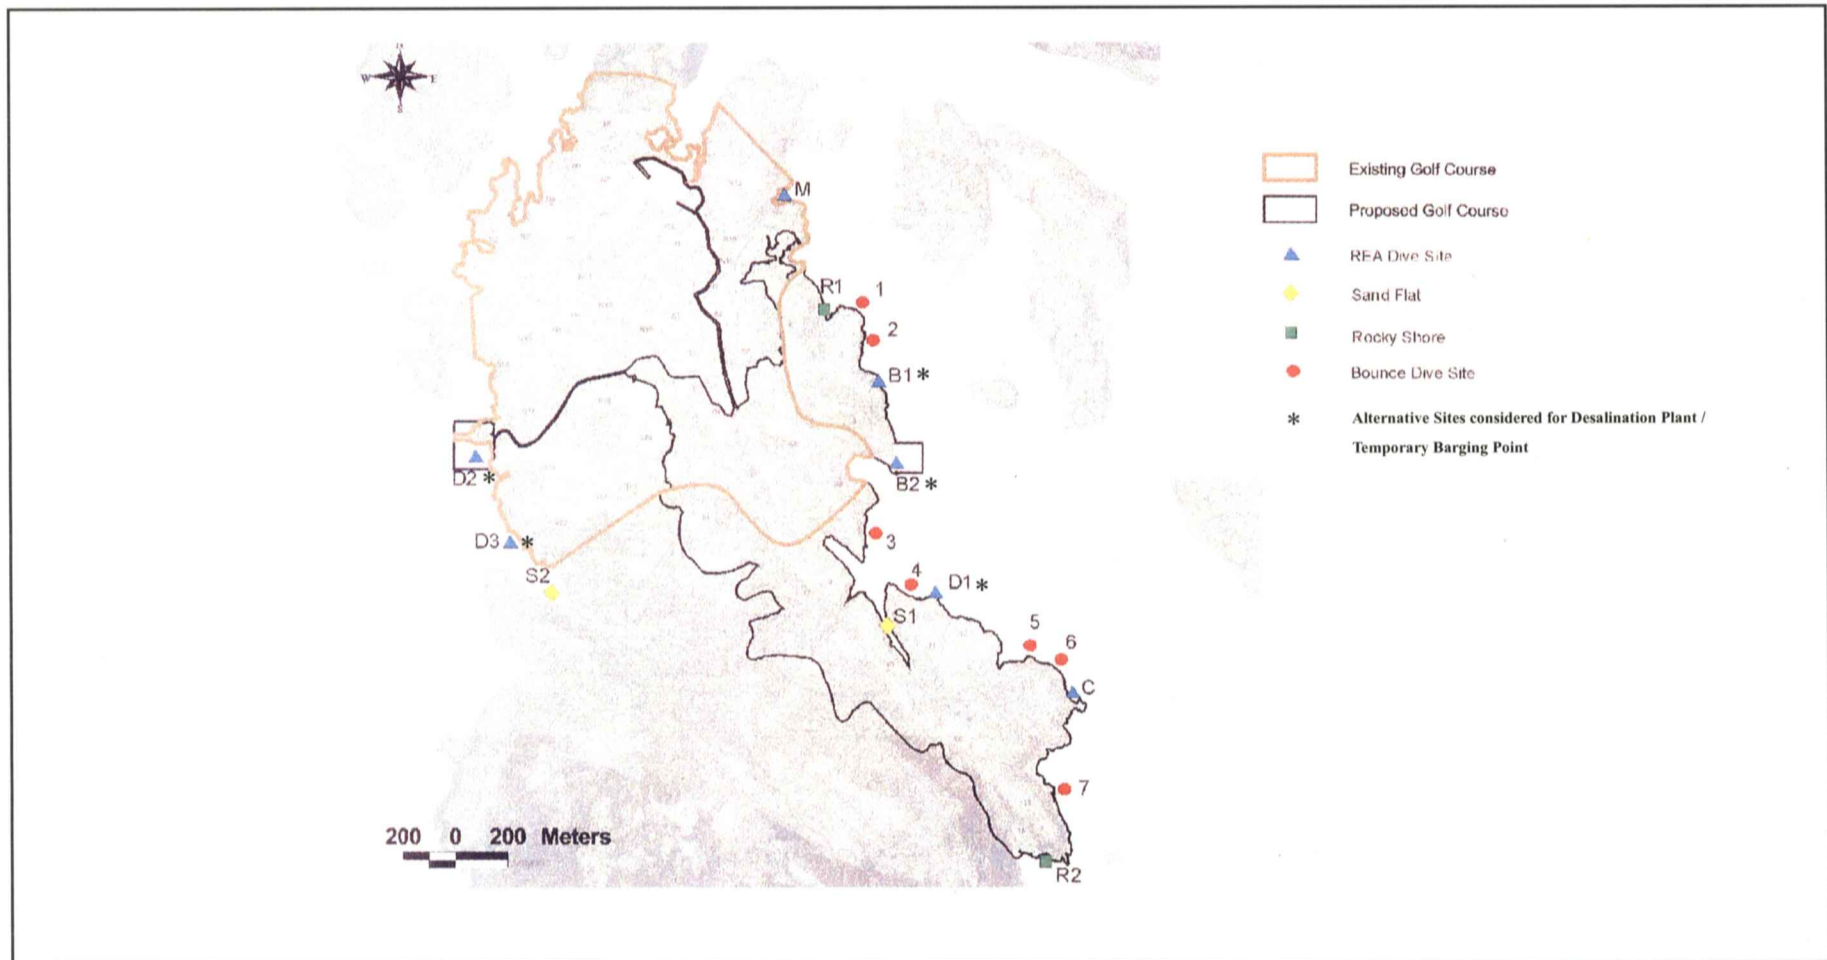 W E
S
Existing Golf Course
Proposed Golf Course
REA Dive Site
Sand Flat
Rocky Shore
Bounce Dive Site
* Alternative Sites considered for Desalination Plant /
Temporary Barging Point
M
R1
1
2
B1*
B2*
D2*
D3*
S2
3
4
D1*
S1
5
6
C
7
R2
200 0 200 Meters